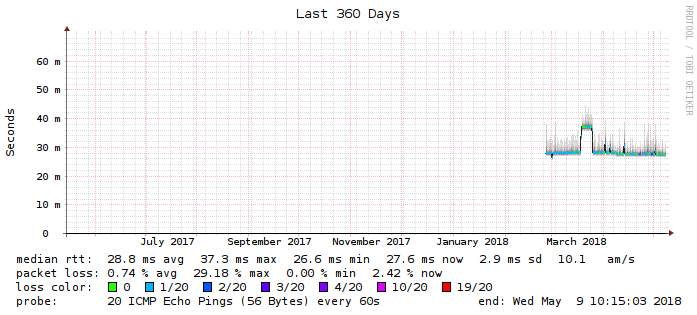 Last 360 Days
RRDTOOL / TOBI OETIKER
Seconds
60 m
50 m
40 m
30 m
20 m
10 m
0
July 2017 September 2017 November 2017 January 2018 March 2018
median rtt: 28.8 ms avg 37.3 ms max 26.6 ms min 27.6 ms now 2.9 ms sd 10.1 am/s
packet loss: 0.74 % avg 29.18 % max 0.00 % min 2.42 % now
loss color: 0 1/20 2/20 3/20 4/20 10/20 19/20
probe: 20 ICMP Echo Pings (56 Bytes) every 60s end: Wed May 9 10:15:03 2018